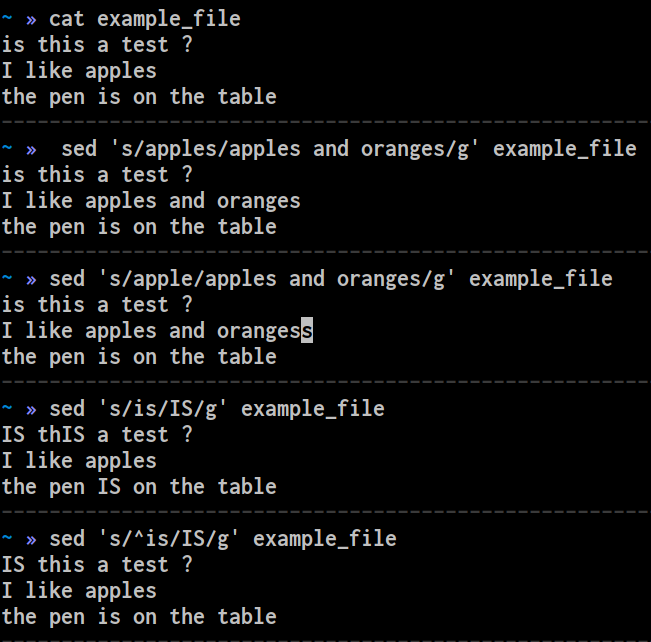 ~ » cat example_file
is this a test ?
I like apples
the pen is on the table
~ »  sed 's/apples/apples and oranges/g' example_file
is this a test ?
I like apples and oranges
the pen is on the table
~ » sed 's/apple/apples and oranges/g' example_file
is this a test ?
I like apples and orangess
the pen is on the table
~ » sed 's/is/IS/g' example_file
IS thIS a test ?
I like apples
the pen IS on the table
~ » sed 's/^is/IS/g' example_file
IS this a test ?
I like apples
the pen is on the table